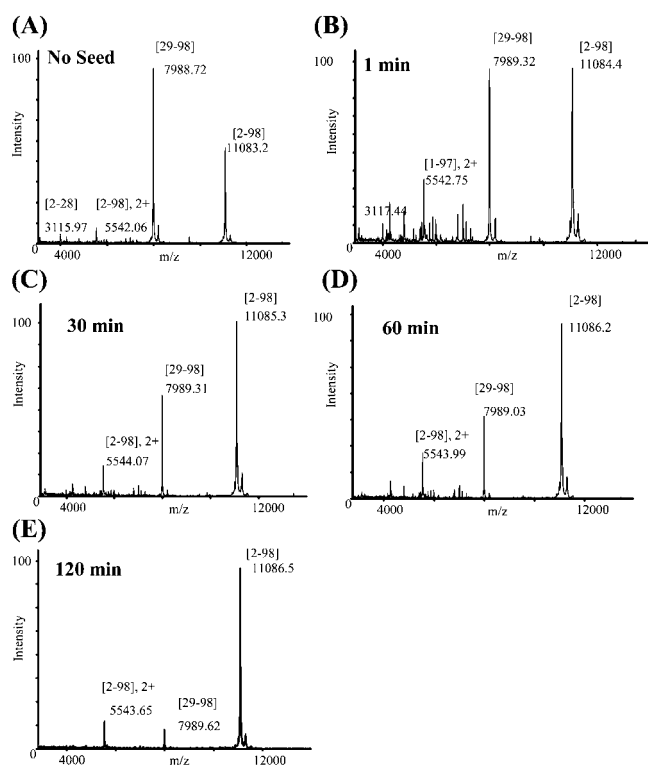 (A)
No Seed
100
Intensity
[29-98]
7988.72
[2-98]
11083.2
[2-28]
3115.97
[2-98], 2+
5542.06
0
4000
m/z
12000
(B)
1 min
100
Intensity
[29-98]
7989.32
[2-98]
11084.4
[1-97], 2+
5542.75
3117.44
0
4000
m/z
12000
(C)
30 min
100
Intensity
[2-98]
11085.3
[29-98]
7989.31
[2-98], 2+
5544.07
0
4000
m/z
12000
(D)
60 min
100
Intensity
[2-98]
11086.2
[29-98]
7989.03
[2-98], 2+
5543.99
0
4000
m/z
12000
(E)
120 min
100
Intensity
[2-98]
11086.5
[2-98], 2+
5543.65
[29-98]
7989.62
0
4000
m/z
12000